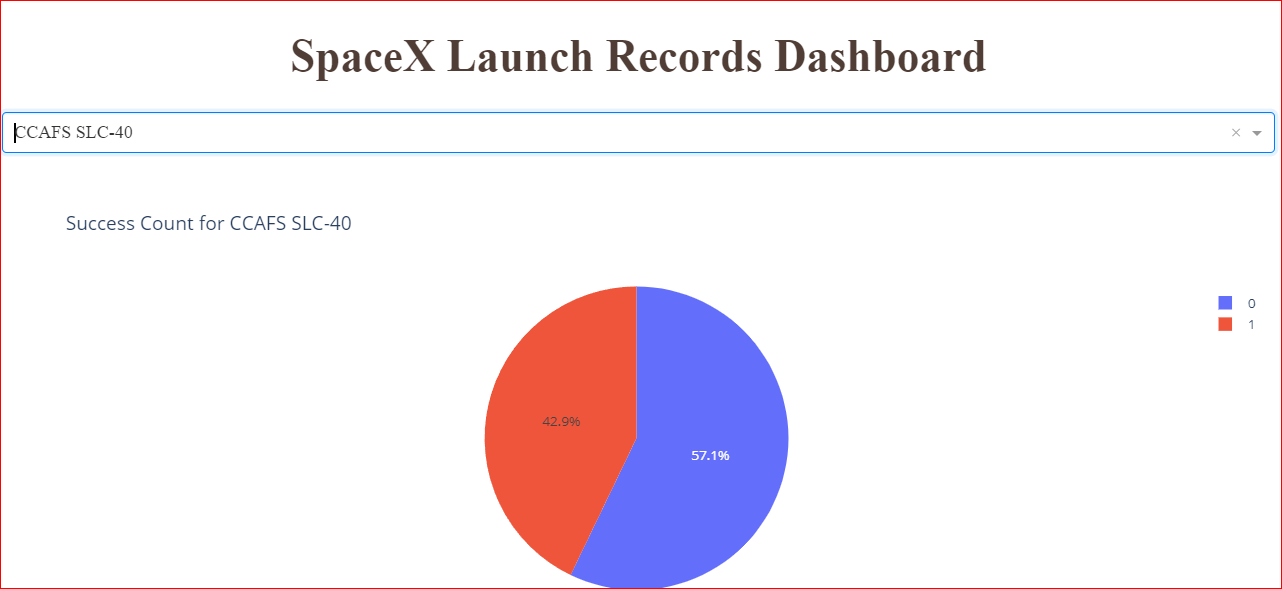 SpaceX Launch Records Dashboard
CCAFS SLC-40
×
Success Count for CCAFS SLC-40
0
1
42.9%
57.1%